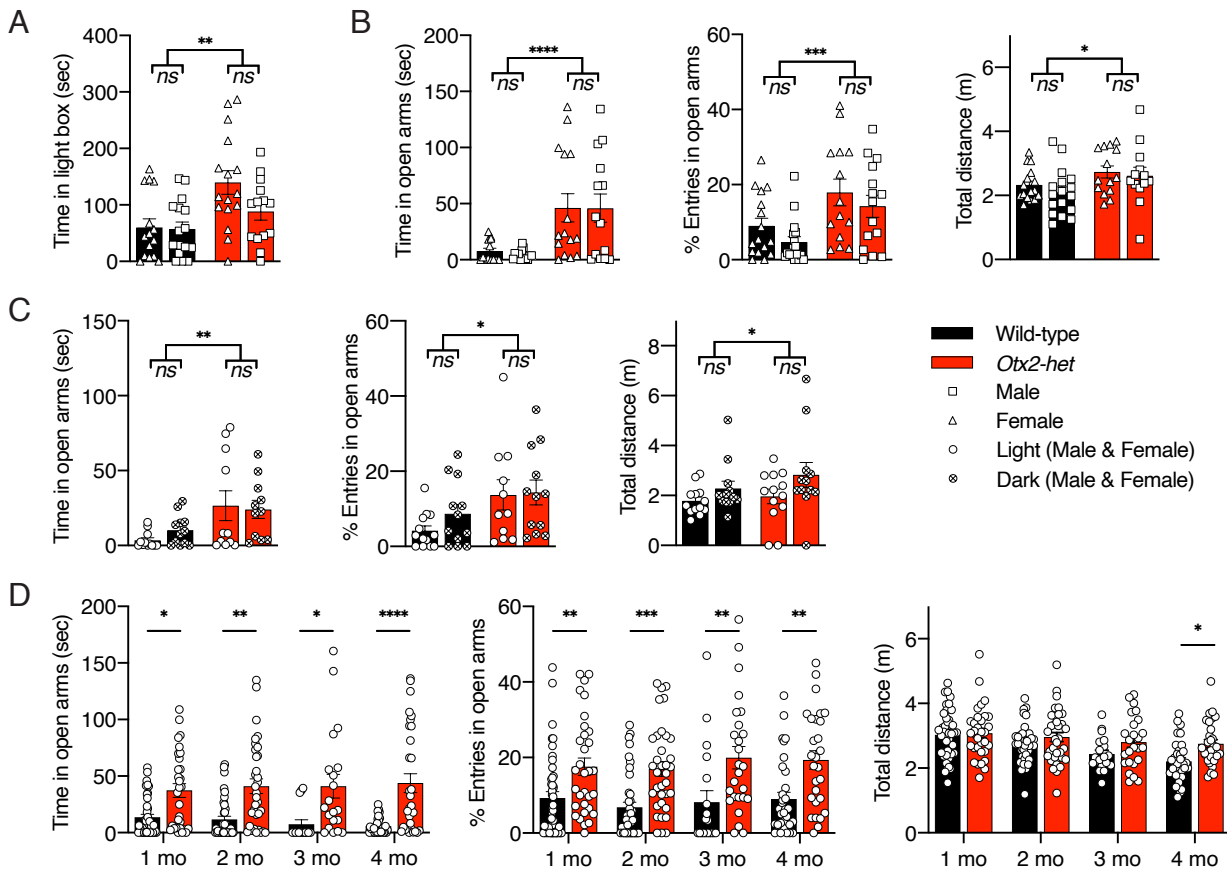 A
Time in light box (sec)
400
300
200
100
0
**
ns
ns
B
Time in open arms (sec)
200
150
100
50
0
****
ns
ns
% Entries in open arms
60
40
20
0
***
ns
ns
Total distance (m)
6
4
2
0
*
ns
ns
C
Time in open arms (sec)
150
100
50
0
**
ns
ns
% Entries in open arms
60
40
20
0
*
ns
ns
Total distance (m)
8
6
4
2
0
*
ns
ns
Wild-type
Otx2-het
Male
Female
Light (Male & Female)
Dark (Male & Female)
D
Time in open arms (sec)
200
150
100
50
0
*
**
*
****
1 mo
2 mo
3 mo
4 mo
% Entries in open arms
60
40
20
0
**
***
**
**
1 mo
2 mo
3 mo
4 mo
Total distance (m)
6
4
2
0
*
1 mo
2 mo
3 mo
4 mo